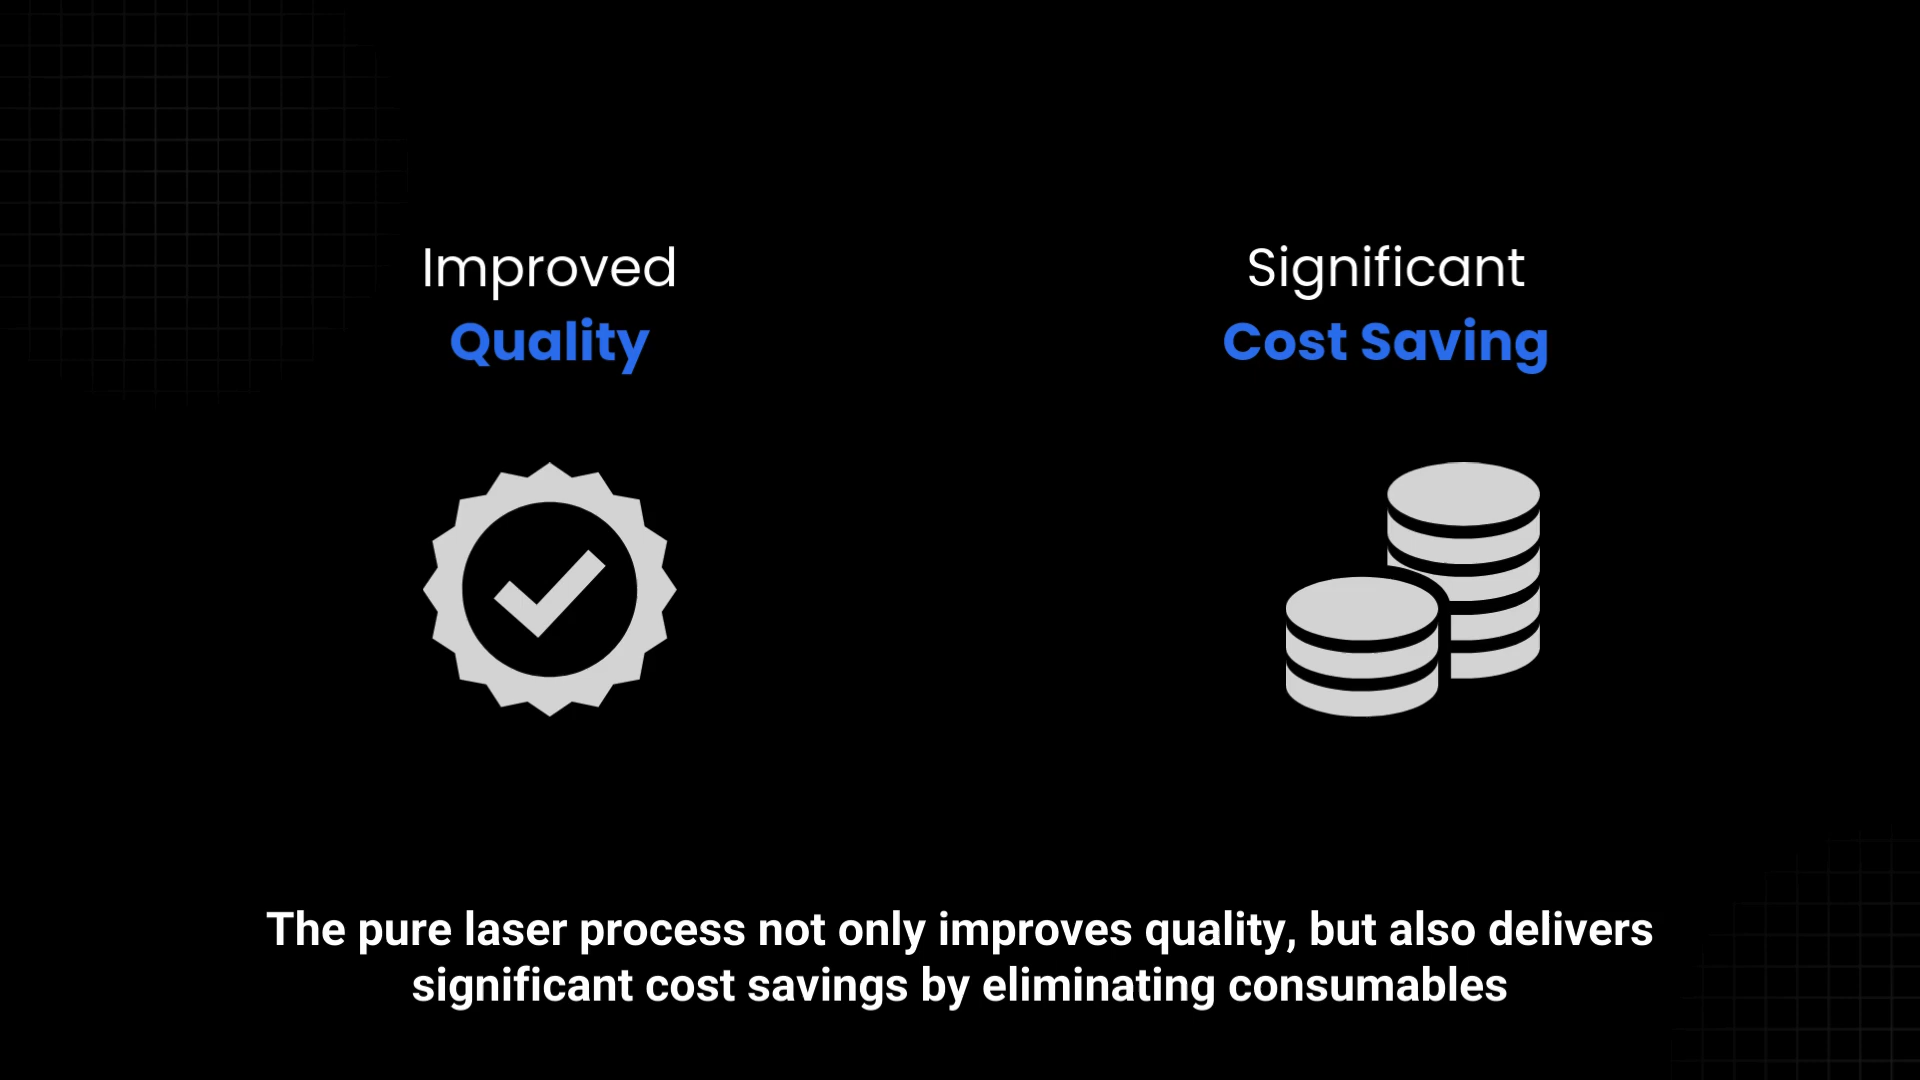 Improved
Quality
Significant
Cost Saving
The pure laser process not only improves quality, but also delivers
significant cost savings by eliminating consumables